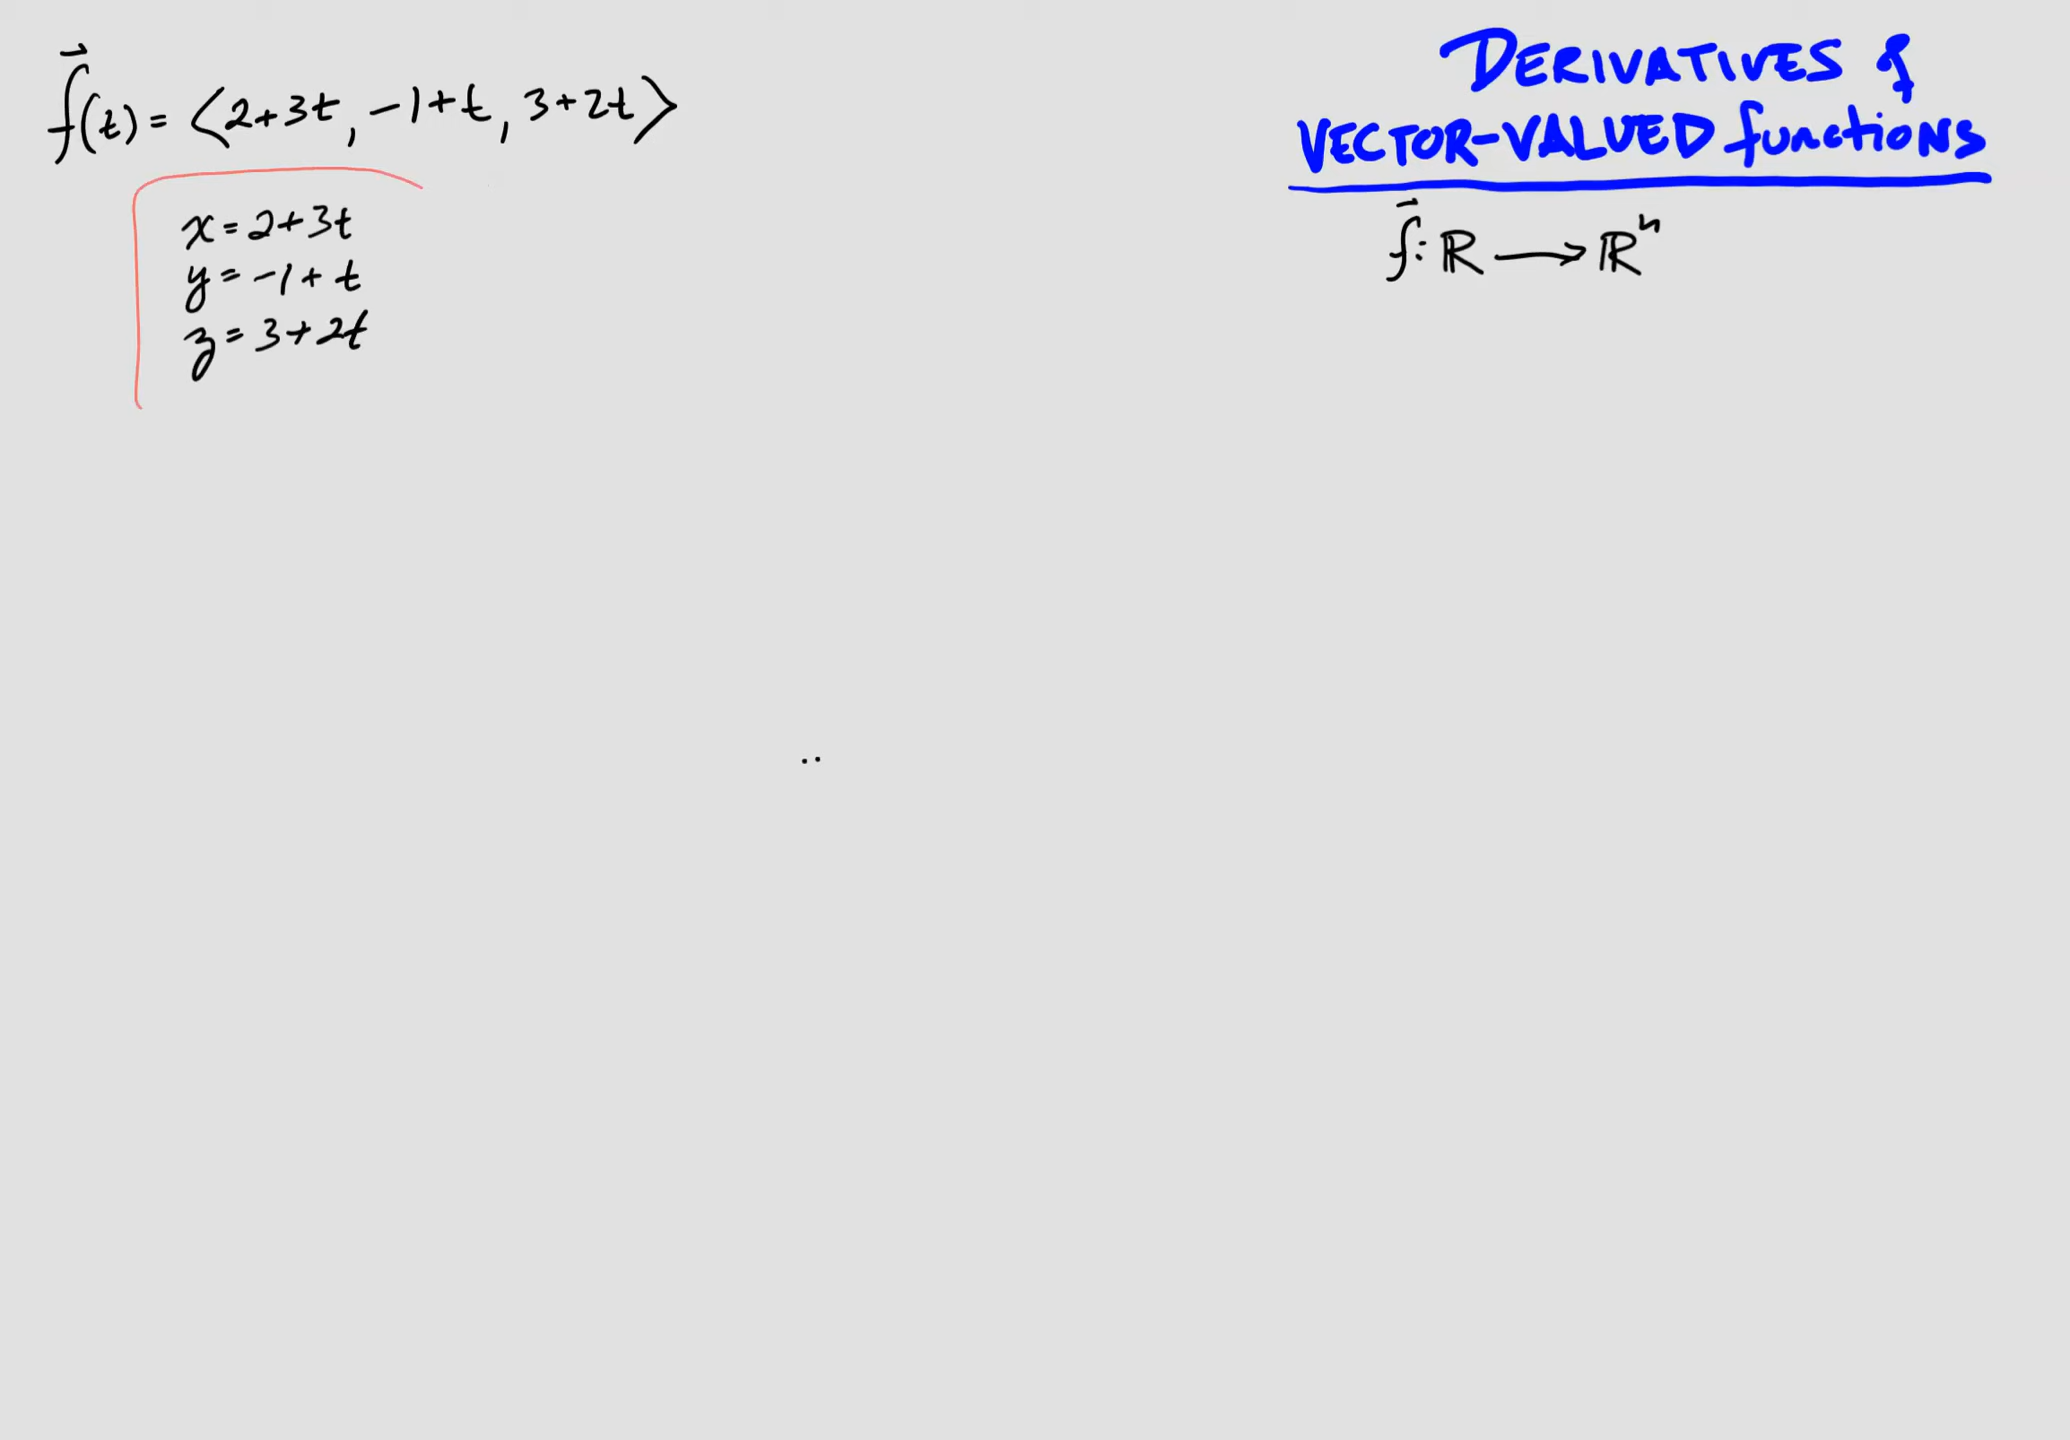 f⃗(t) = ⟨2+3t, -1+t, 3+2t⟩
x = 2+3t
y = -1+t
z = 3+2t
DERIVATIVES of
VECTOR-VALUED functions
f⃗: ℝ ⟶ ℝⁿ